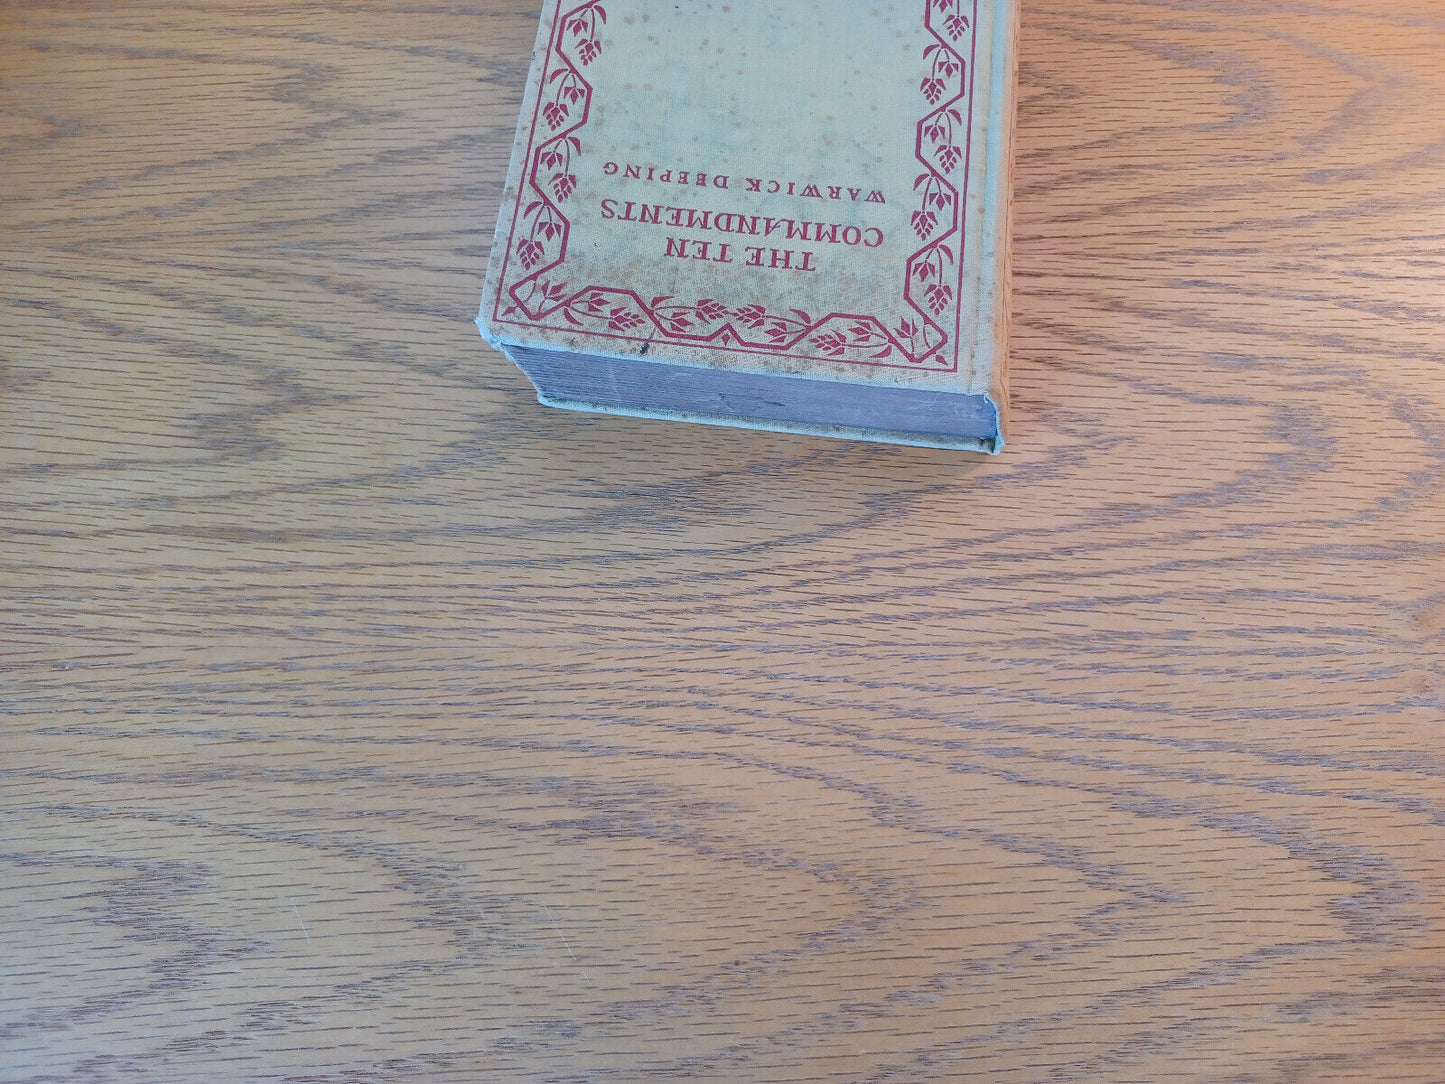 THE TEN
COMMANDMENTS
WARWICK DEEPING